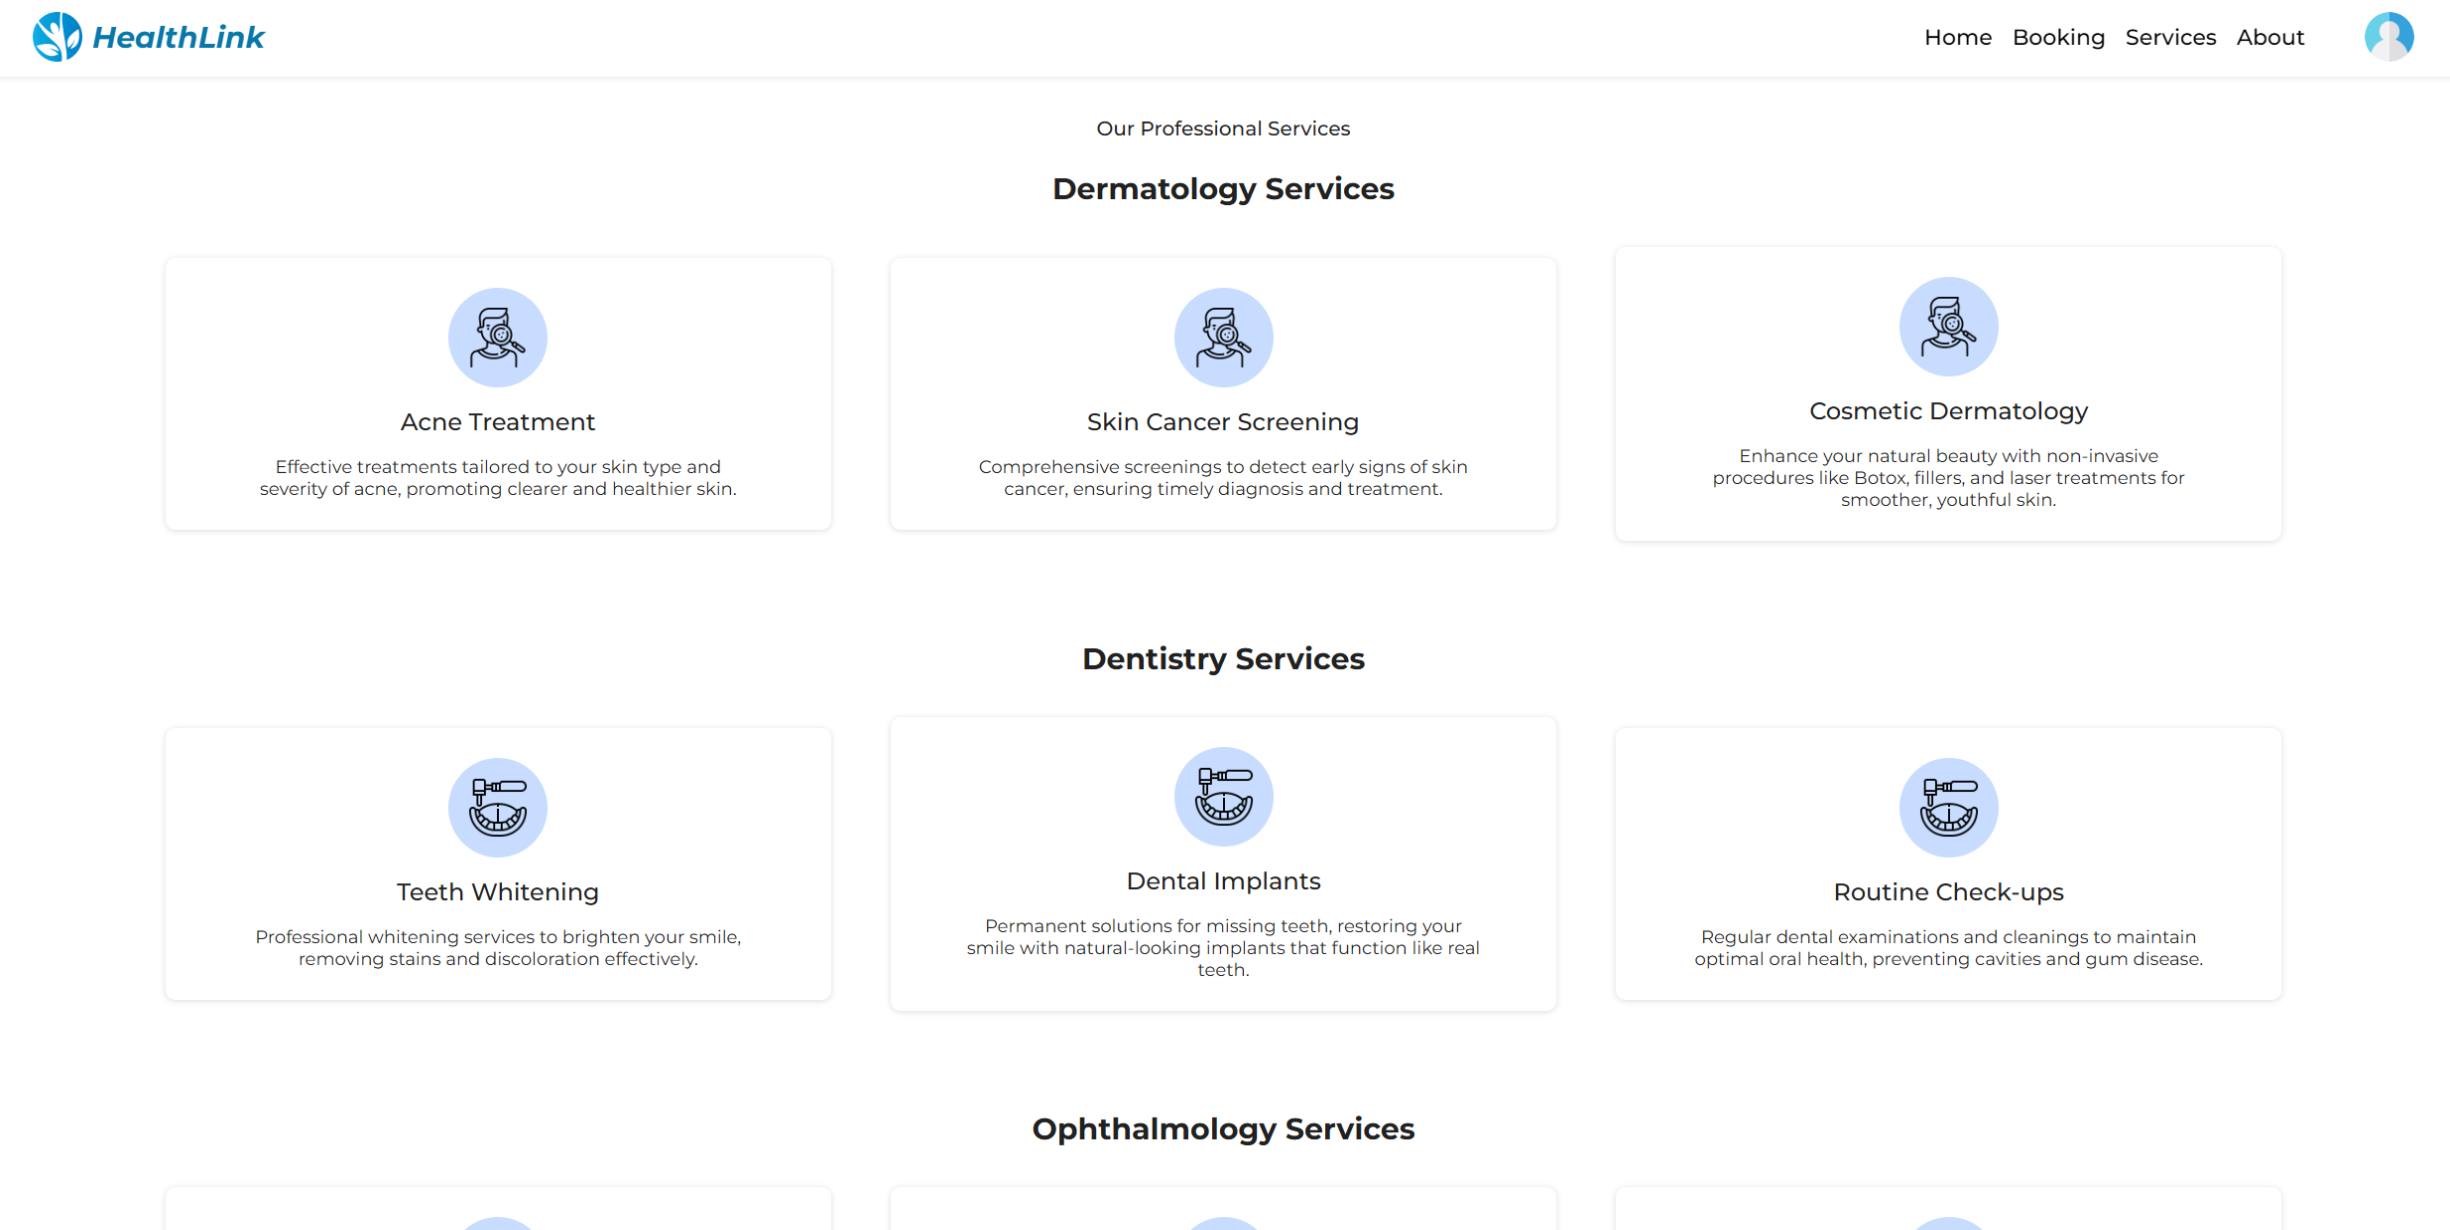 HealthLink
Home Booking Services About
Our Professional Services
Dermatology Services
Acne Treatment
Effective treatments tailored to your skin type and
severity of acne, promoting clearer and healthier skin.
Skin Cancer Screening
Comprehensive screenings to detect early signs of skin
cancer, ensuring timely diagnosis and treatment.
Cosmetic Dermatology
Enhance your natural beauty with non-invasive
procedures like Botox, fillers, and laser treatments for
smoother, youthful skin.
Dentistry Services
Teeth Whitening
Professional whitening services to brighten your smile,
removing stains and discoloration effectively.
Dental Implants
Permanent solutions for missing teeth, restoring your
smile with natural-looking implants that function like real
teeth.
Routine Check-ups
Regular dental examinations and cleanings to maintain
optimal oral health, preventing cavities and gum disease.
Ophthalmology Services